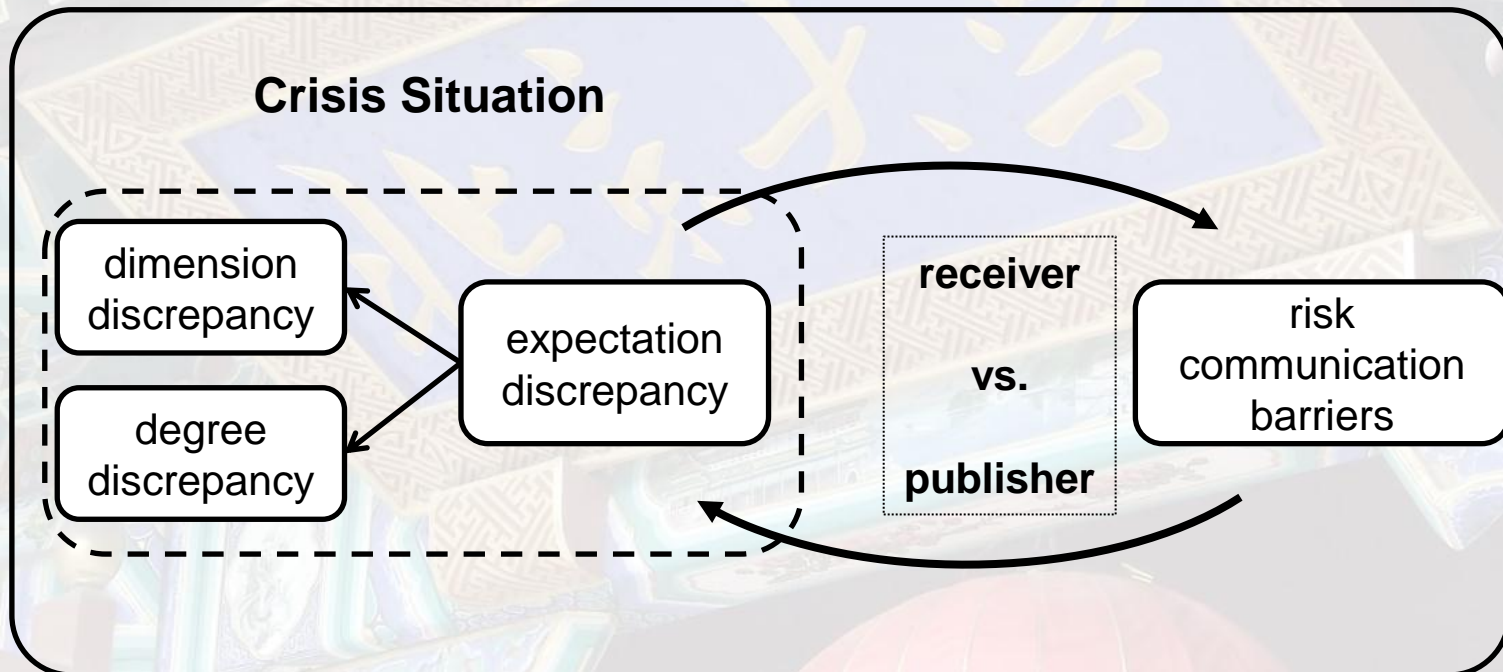 Crisis Situation
dimension
discrepancy
degree
discrepancy
expectation
discrepancy
receiver
vs.
publisher
risk
communication
barriers